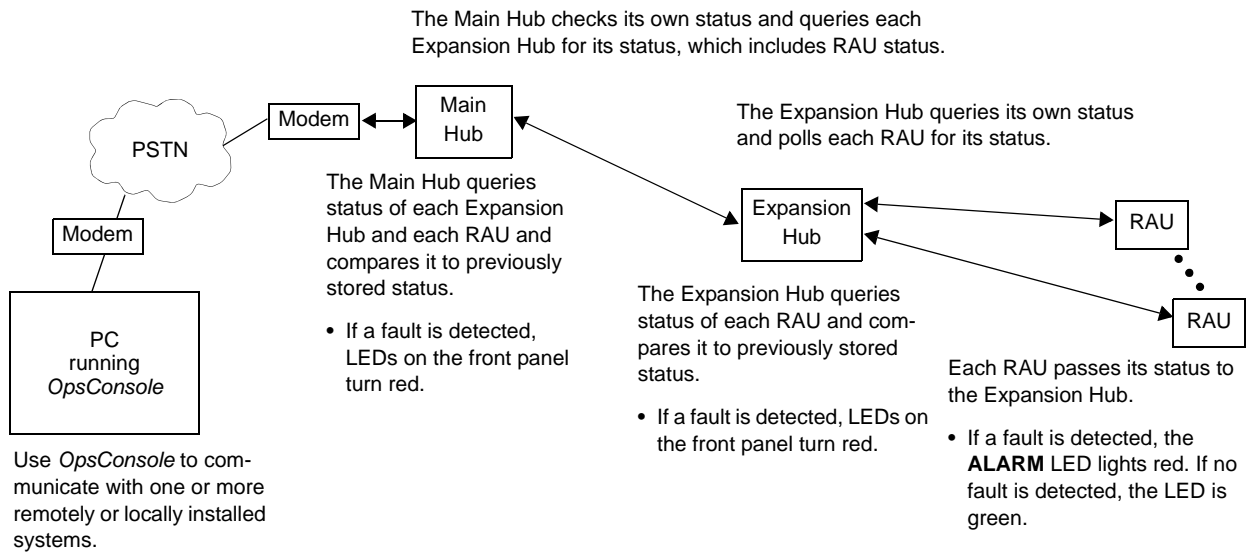 The Main Hub checks its own status and queries each
Expansion Hub for its status, which includes RAU status.
PSTN
Modem
Main
Hub
The Expansion Hub queries its own status
and polls each RAU for its status.
Modem
The Main Hub queries
status of each Expansion
Hub and each RAU and
compares it to previously
stored status.
• If a fault is detected,
LEDs on the front panel
turn red.
Expansion
Hub
RAU
RAU
The Expansion Hub queries
status of each RAU and com-
pares it to previously stored
status.
• If a fault is detected, LEDs on
the front panel turn red.
Each RAU passes its status to
the Expansion Hub.
• If a fault is detected, the
ALARM LED lights red. If no
fault is detected, the LED is
green.
PC
running
OpsConsole
Use OpsConsole to com-
municate with one or more
remotely or locally installed
systems.